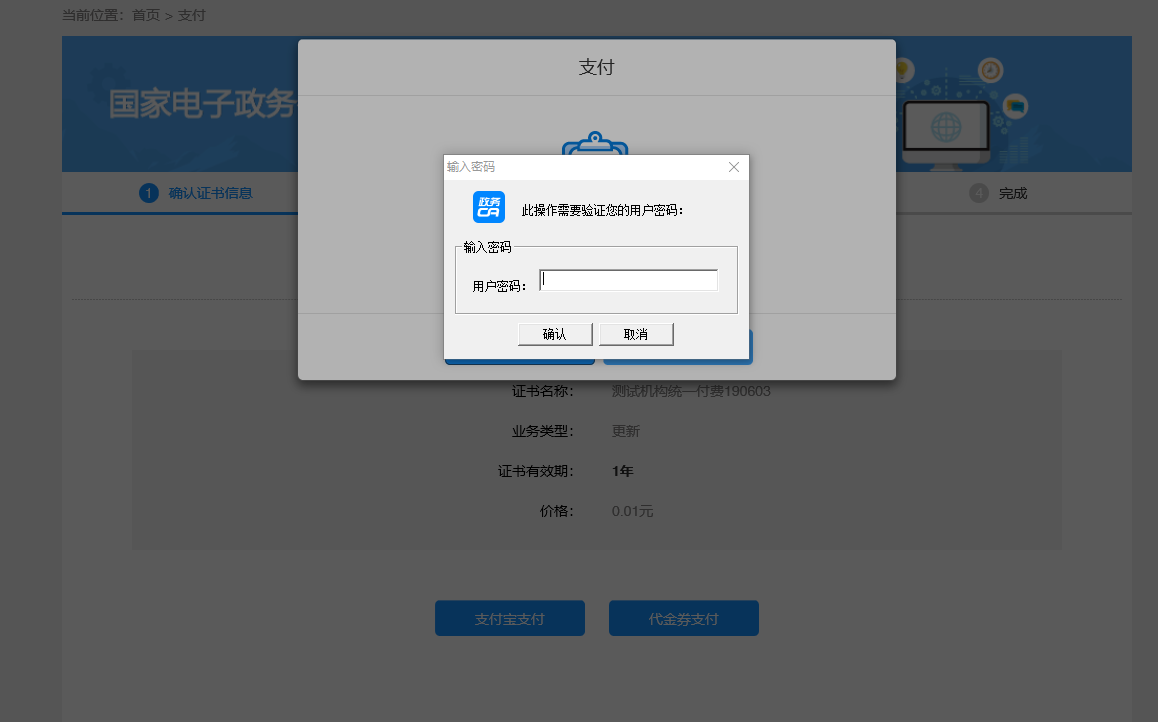 当前位置：首页 > 支付
支付
国家电子政务
1 确认证书信息
4 完成
输入密码
政务
CA
此操作需要验证您的用户密码：
输入密码
用户密码：
确认 取消
证书名称： 测试机构统一付费190603
业务类型： 更新
证书有效期： 1年
价格： 0.01元
支付宝支付 代金券支付